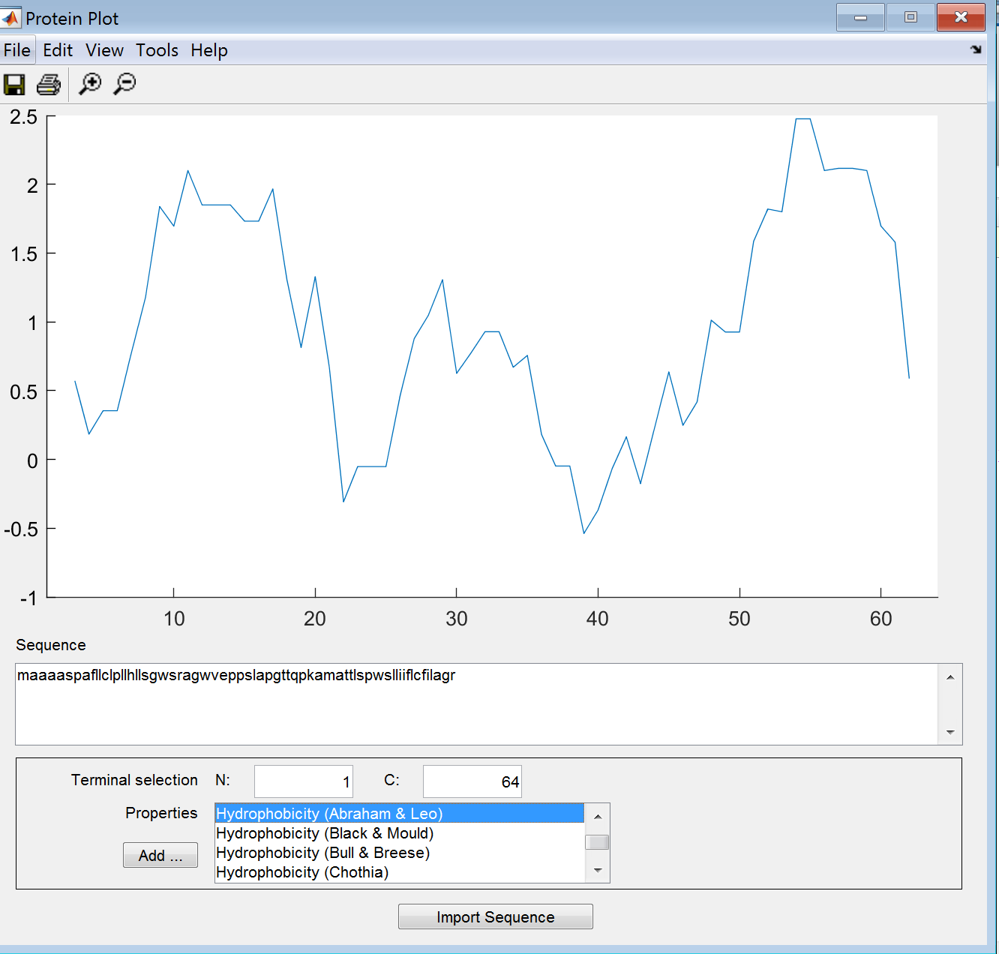 Protein Plot
File Edit View Tools Help
2.5
2
1.5
1
0.5
0
-0.5
-1
10 20 30 40 50 60
Sequence
maaaaspafllclpllhllsgwsragwveppslapgttqpkamattlspwslliiflcfilagr
Terminal selection N: 1 C: 64
Properties
Hydrophobicity (Abraham & Leo)
Hydrophobicity (Black & Mould)
Hydrophobicity (Bull & Breese)
Hydrophobicity (Chothia)
Add ...
Import Sequence